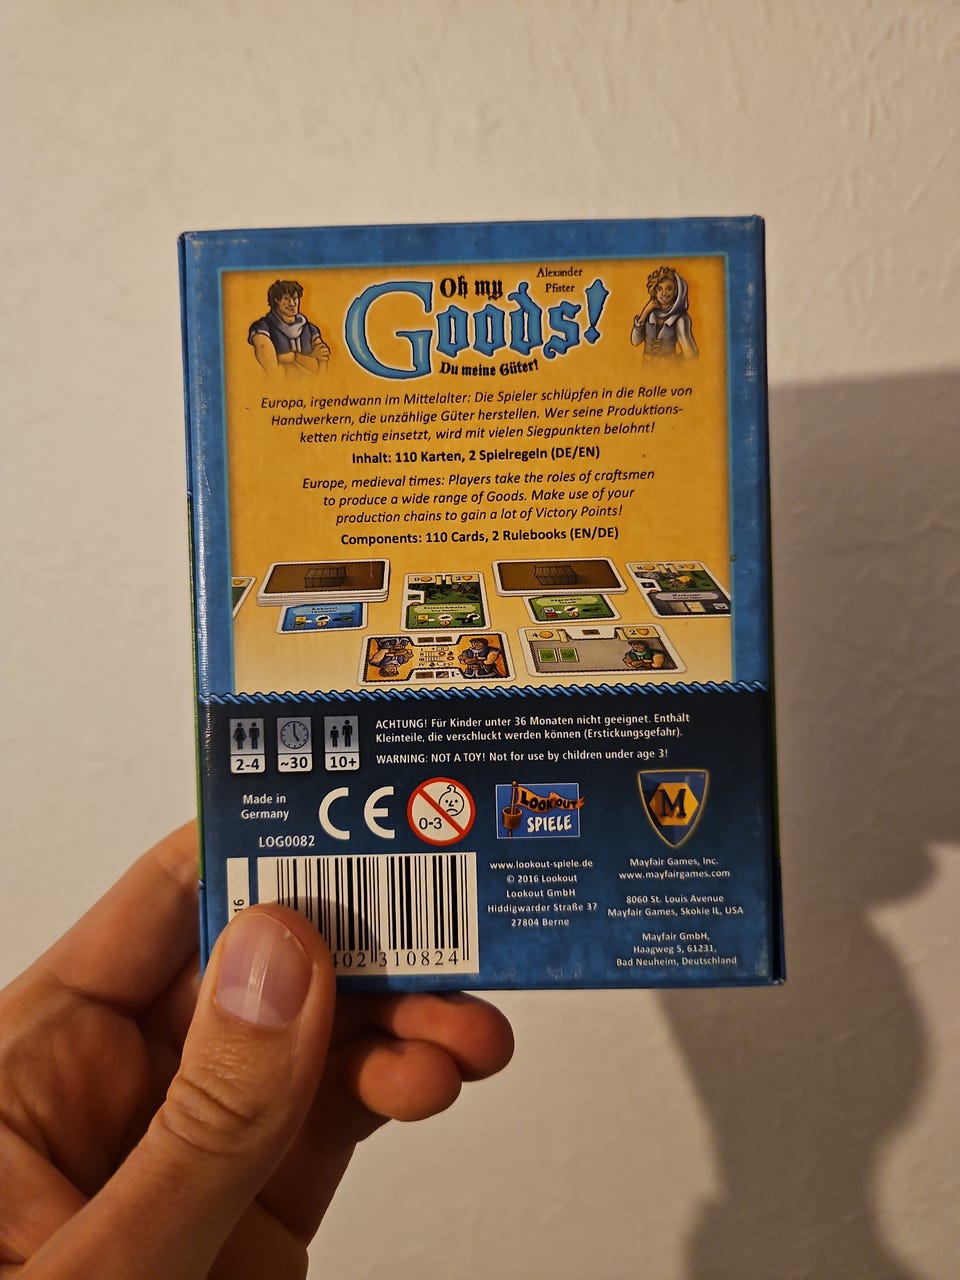 Oh my
Alexander
Pfister
Goods!
Du meine Güter!
Europa, irgendwann im Mittelalter: Die Spieler schlüpfen in die Rolle von
Handwerkern, die unzählige Güter herstellen. Wer seine Produktions-
ketten richtig einsetzt, wird mit vielen Siegpunkten belohnt!
Inhalt: 110 Karten, 2 Spielregeln (DE/EN)
Europe, medieval times: Players take the roles of craftsmen
to produce a wide range of Goods. Make use of your
production chains to gain a lot of Victory Points!
Components: 110 Cards, 2 Rulebooks (EN/DE)
2-4
~30
10+
ACHTUNG! Für Kinder unter 36 Monaten nicht geeignet. Enthält
Kleinteile, die verschluckt werden können (Erstickungsgefahr).
WARNING: NOT A TOY! Not for use by children under age 3!
Made in
Germany
LOG0082
CE
0-3
LOOKOUT
SPIELE
M
16
402 310824
www.lookout-spiele.de
© 2016 Lookout
Lookout GmbH
Hiddigwarder Straße 37
27804 Berne
Mayfair Games, Inc.
www.mayfairgames.com
8060 St. Louis Avenue
Mayfair Games, Skokie IL, USA
Mayfair GmbH,
Haagweg 5, 61231,
Bad Neuheim, Deutschland